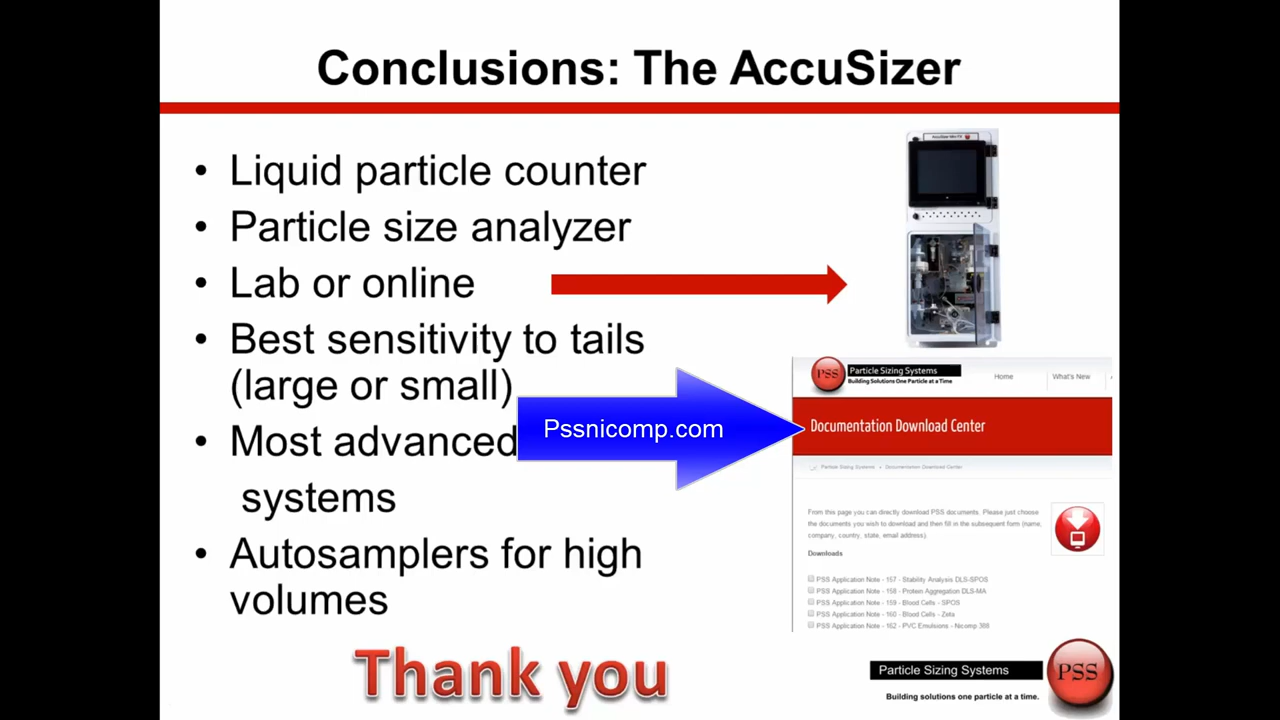 Conclusions: The AccuSizer
• Liquid particle counter
• Particle size analyzer
• Lab or online
• Best sensitivity to tails
(large or small)
• Most advanced
systems
• Autosamplers for high
volumes
Pssnicomp.com
PSS
Particle Sizing Systems
Building Solutions One Particle at a Time
Home
What's New
Documentation Download Center
Particle Sizing Systems • Documentation Download Center
From this page you can directly download PSS documents. Please just choose
the documents you wish to download and then fill in the subsequent form (name,
company, country, state, email address).
Downloads
PSS Application Note - 157 - Stability Analysis DLS-SPOS
PSS Application Note - 158 - Protein Aggregation DLS-MA
PSS Application Note - 159 - Blood Cells - SPOS
PSS Application Note - 160 - Blood Cells - Zeta
PSS Application Note - 162 - PVC Emulsions - Nicomp 388
Thank you
Particle Sizing Systems
PSS
Building solutions one particle at a time.